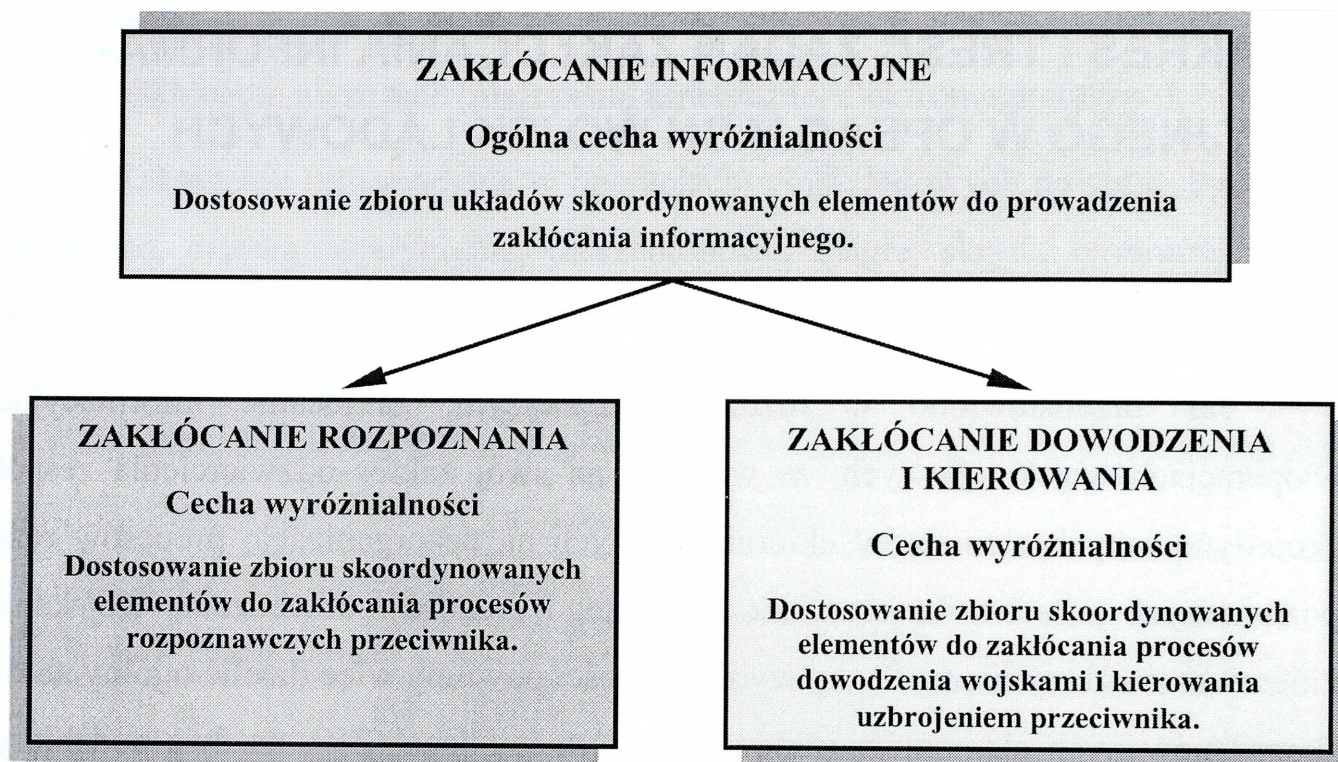 ZAKŁÓCANIE INFORMACYJNE
Ogólna cecha wyróżnialności
Dostosowanie zbioru układów skoordynowanych elementów do prowadzenia
zakłócania informacyjnego.
ZAKŁÓCANIE ROZPOZNANIA
Cecha wyróżnialności
Dostosowanie zbioru skoordynowanych
elementów do zakłócania procesów
rozpoznawczych przeciwnika.
ZAKŁÓCANIE DOWODZENIA
I KIEROWANIA
Cecha wyróżnialności
Dostosowanie zbioru skoordynowanych
elementów do zakłócania procesów
dowodzenia wojskami i kierowania
uzbrojeniem przeciwnika.